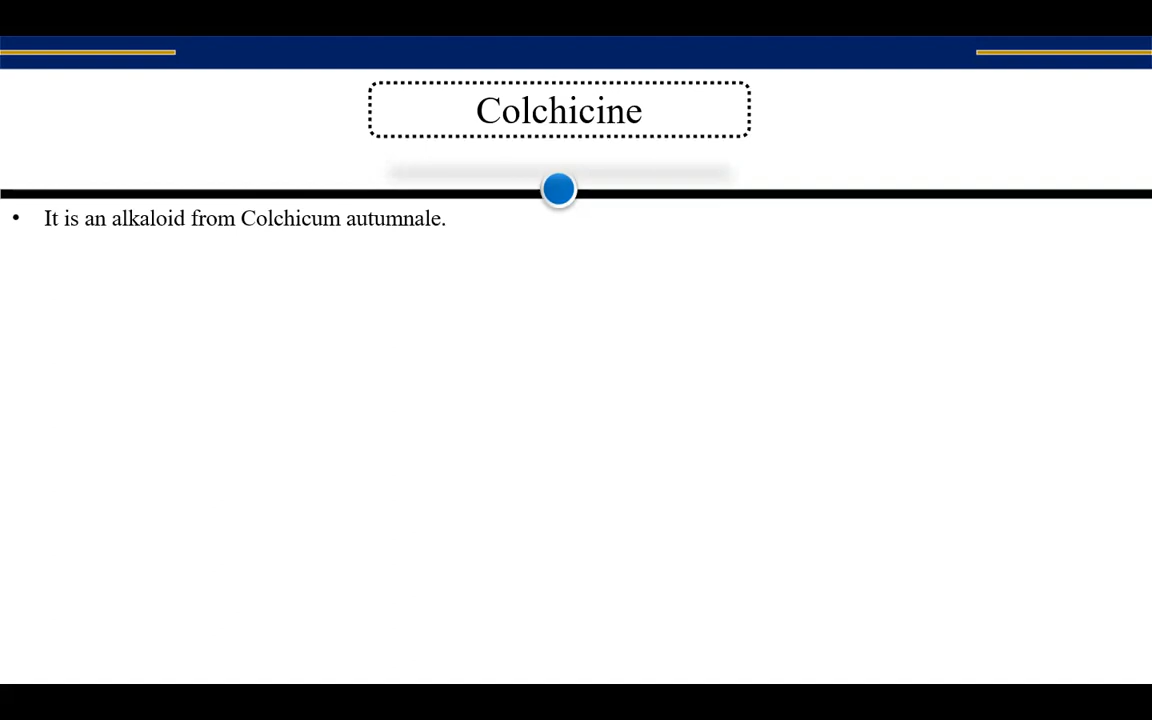 Colchicine
• It is an alkaloid from Colchicum autumnale.